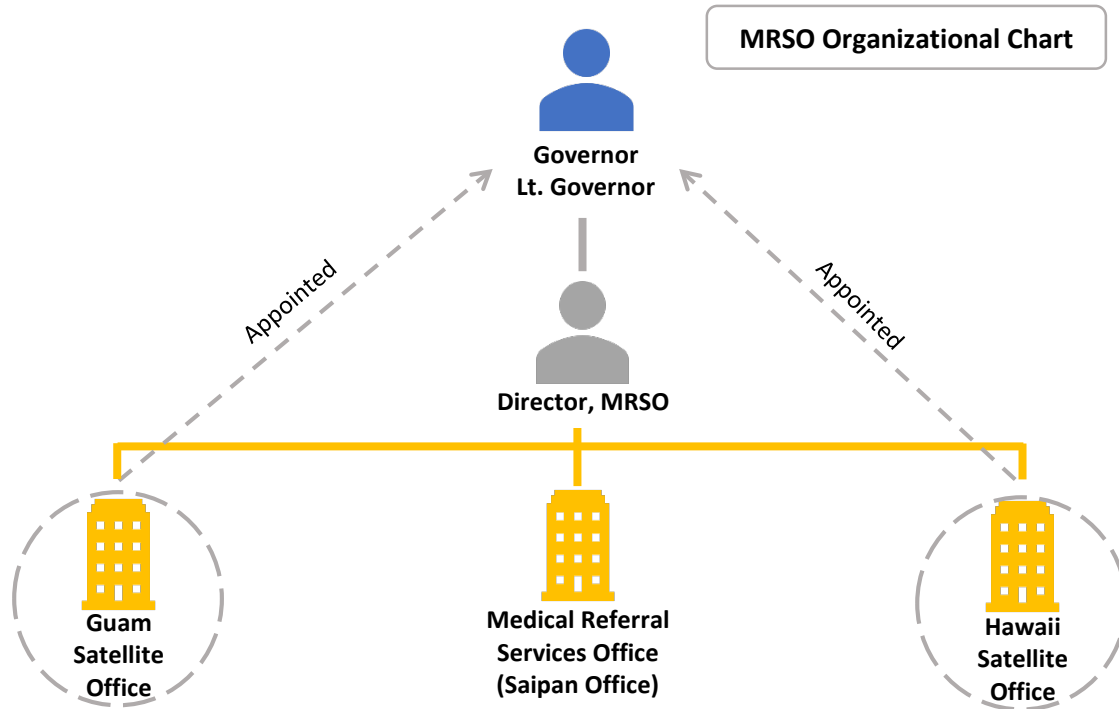 MRSO Organizational Chart
Governor
Lt. Governor
Appointed
Appointed
Director, MRSO
Guam
Satellite
Office
Medical Referral
Services Office
(Saipan Office)
Hawaii
Satellite
Office